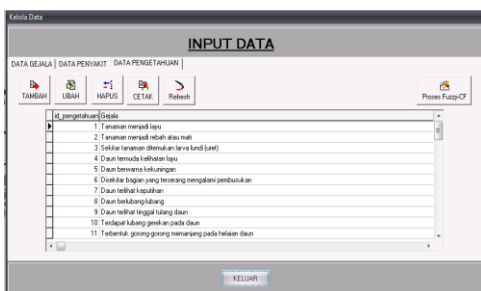 Kelola Data
INPUT DATA
DATA GEJALA DATA PENYAKIT DATA PENGETAHUAN
TAMBAH UBAH HAPUS CETAK Refresh Proses Fuzzy-CF
id_pengetahuan Gejala
1 Tanaman menjadi layu
2 Tanaman menjadi rebah atau mati
3 Sekitar tanaman ditemukan larva lundi (uret)
4 Daun termuda kelihatan layu
5 Daun berwarna kekuningan
6 Disekitar bagian yang terserang mengalami pembusukan
7 Daun terlihat keputihan
8 Daun berlubang-lubang
9 Daun terlihat tinggal tulang daun
10 Terdapat lubang gerekan pada daun
11 Terbentuk gorong-gorong memanjang pada helaian daun
KELUAR